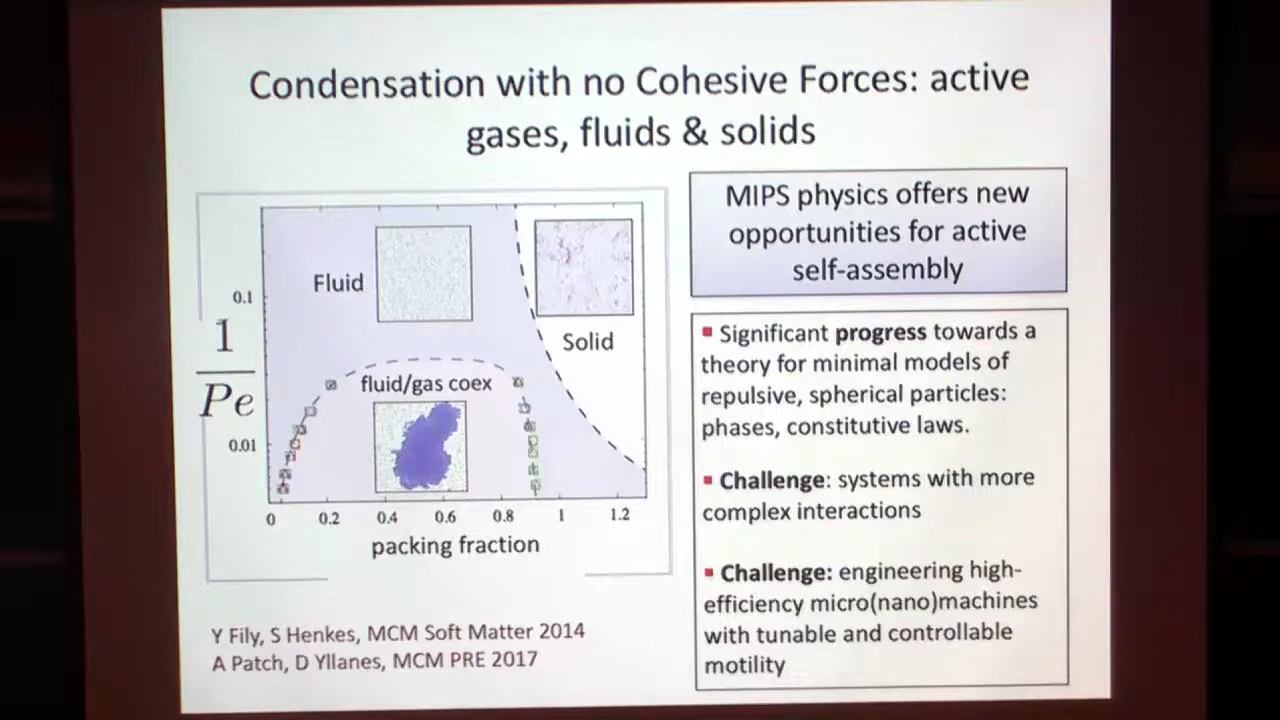 Condensation with no Cohesive Forces: active
gases, fluids & solids
Fluid
Solid
fluid/gas coex
0.1
1
Pe
0.01
0 0.2 0.4 0.6 0.8 1 1.2
packing fraction
Y Fily, S Henkes, MCM Soft Matter 2014
A Patch, D Yllanes, MCM PRE 2017
MIPS physics offers new
opportunities for active
self-assembly
Significant progress towards a
theory for minimal models of
repulsive, spherical particles:
phases, constitutive laws.
Challenge: systems with more
complex interactions
Challenge: engineering high-
efficiency micro(nano)machines
with tunable and controllable
motility